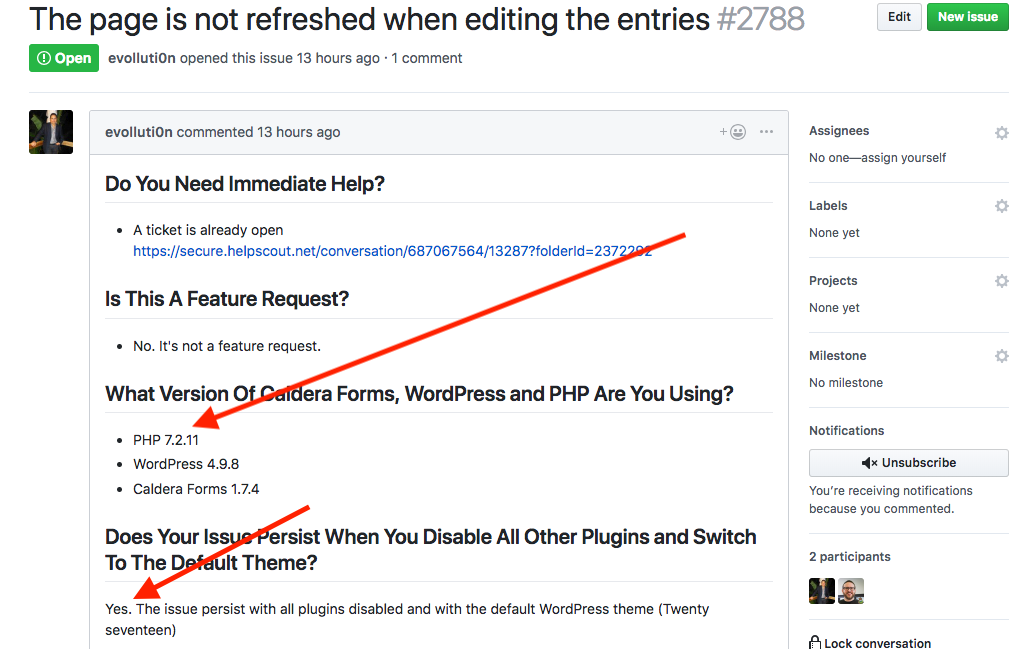 The page is not refreshed when editing the entries #2788
Edit
New issue
Open
evolluti0n opened this issue 13 hours ago · 1 comment
evolluti0n commented 13 hours ago
Do You Need Immediate Help?
• A ticket is already open
https://secure.helpscout.net/conversation/687067564/13287?folderId=2372292
Is This A Feature Request?
• No. It's not a feature request.
What Version Of Caldera Forms, WordPress and PHP Are You Using?
• PHP 7.2.11
• WordPress 4.9.8
• Caldera Forms 1.7.4
Does Your Issue Persist When You Disable All Other Plugins and Switch
To The Default Theme?
Yes. The issue persist with all plugins disabled and with the default WordPress theme (Twenty
seventeen)
Assignees
No one—assign yourself
Labels
None yet
Projects
None yet
Milestone
No milestone
Notifications
Unsubscribe
You’re receiving notifications
because you commented.
2 participants
Lock conversation